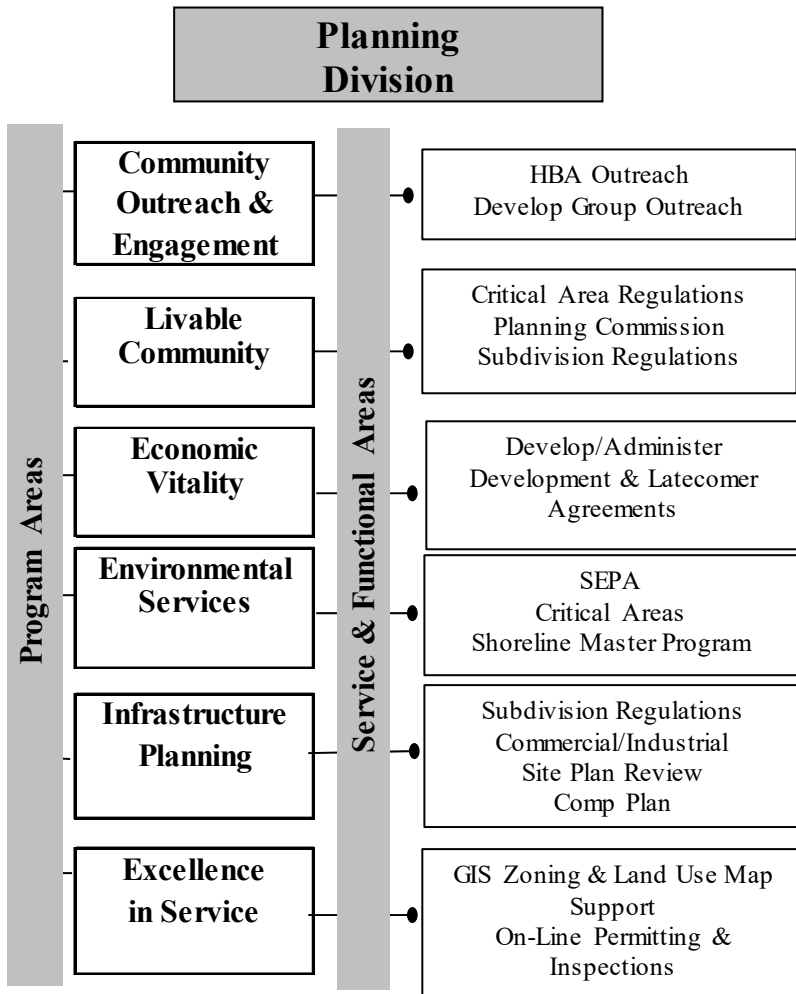 Planning
Division
Program Areas
Service & Functional Areas
Community
Outreach &
Engagement
HBA Outreach
Develop Group Outreach
Livable
Community
Critical Area Regulations
Planning Commission
Subdivision Regulations
Economic
Vitality
Develop/Administer
Development & Latecomer
Agreements
Environmental
Services
SEPA
Critical Areas
Shoreline Master Program
Infrastructure
Planning
Subdivision Regulations
Commercial/Industrial
Site Plan Review
Comp Plan
Excellence
in Service
GIS Zoning & Land Use Map
Support
On-Line Permitting &
Inspections